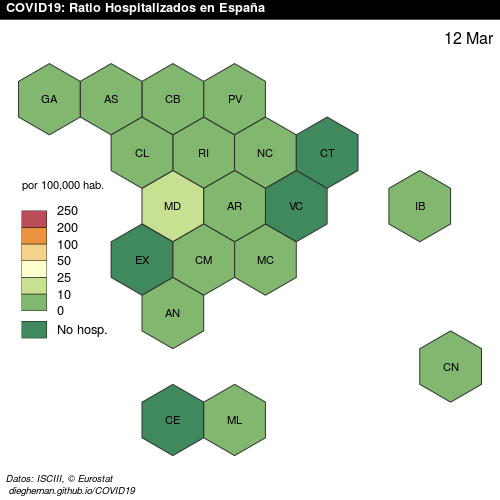 COVID19: Ratio Hospitalizados en España
12 Mar
GA AS CB PV
CL RI NC CT
por 100,000 hab.
MD AR VC IB
250
200
100
50
25
10
0
No hosp.
EX CM MC
AN
CN
CE ML
Datos: ISCIII, © Eurostat
dieghernan.github.io/COVID19